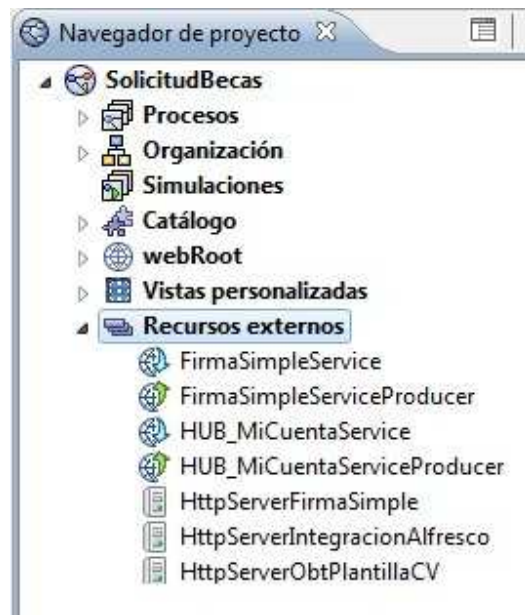 Navegador de proyecto
SolicitudBecas
Procesos
Organización
Simulaciones
Catálogo
webRoot
Vistas personalizadas
Recursos externos
FirmaSimpleService
FirmaSimpleServiceProducer
HUB_MiCuentaService
HUB_MiCuentaServiceProducer
HttpServerFirmaSimple
HttpServerIntegracionAlfresco
HttpServerObtPlantillaCV